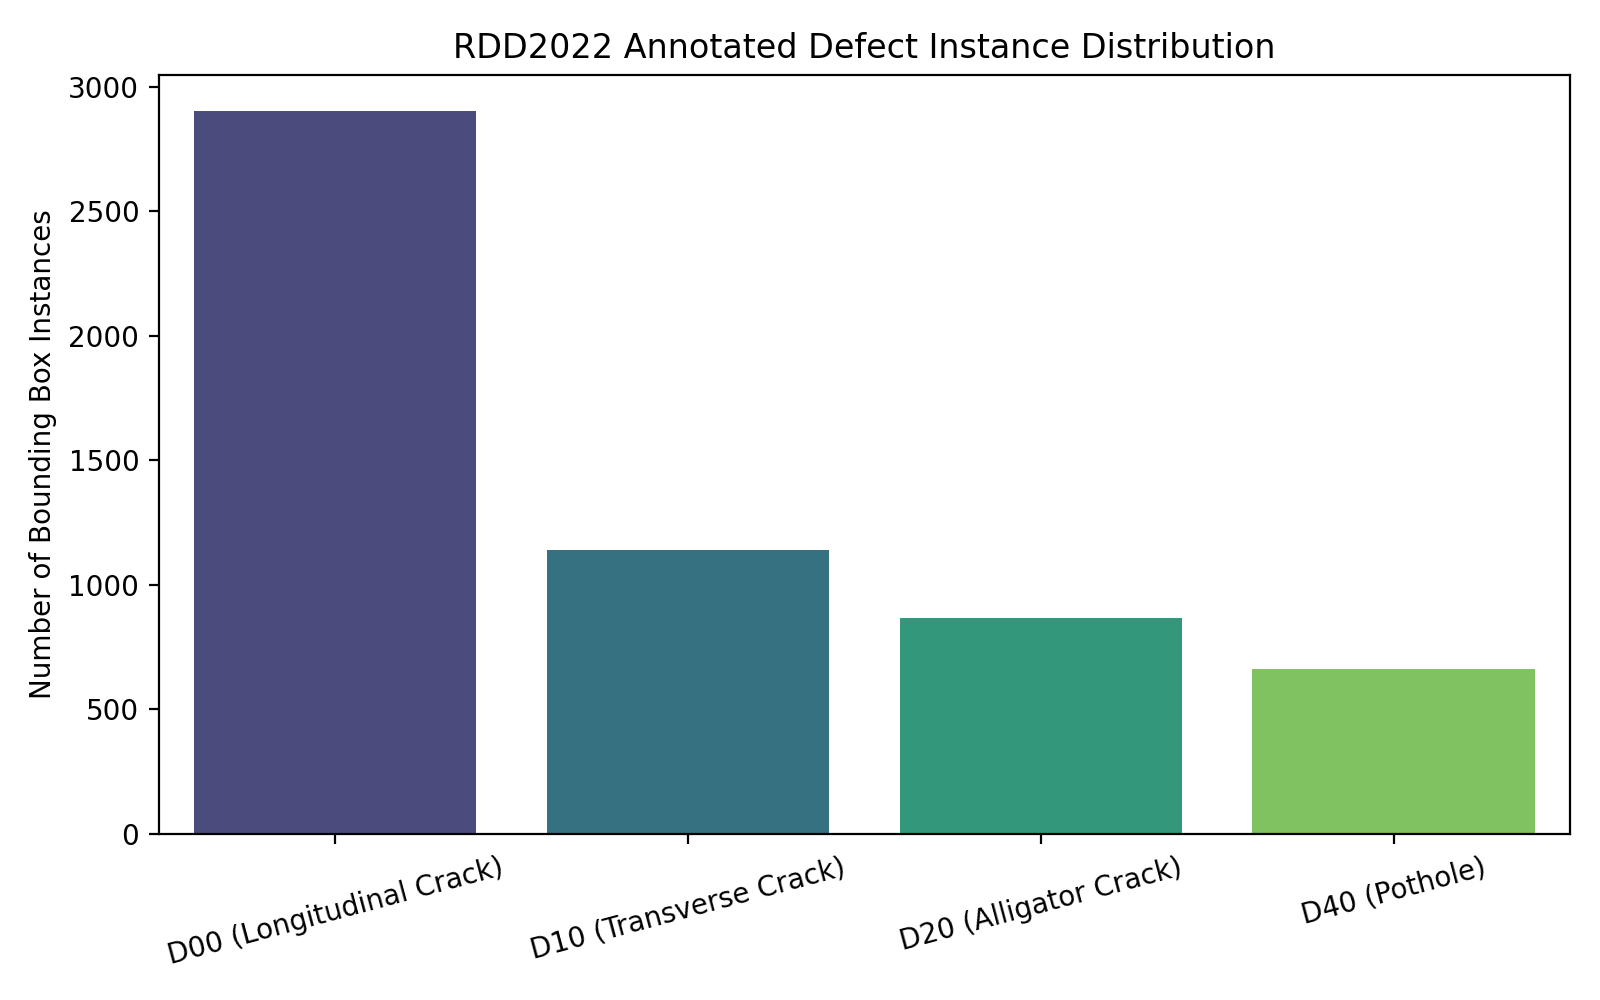 RDD2022 Annotated Defect Instance Distribution
Number of Bounding Box Instances
3000
2500
2000
1500
1000
500
0
D00 (Longitudinal Crack)
D10 (Transverse Crack)
D20 (Alligator Crack)
D40 (Pothole)